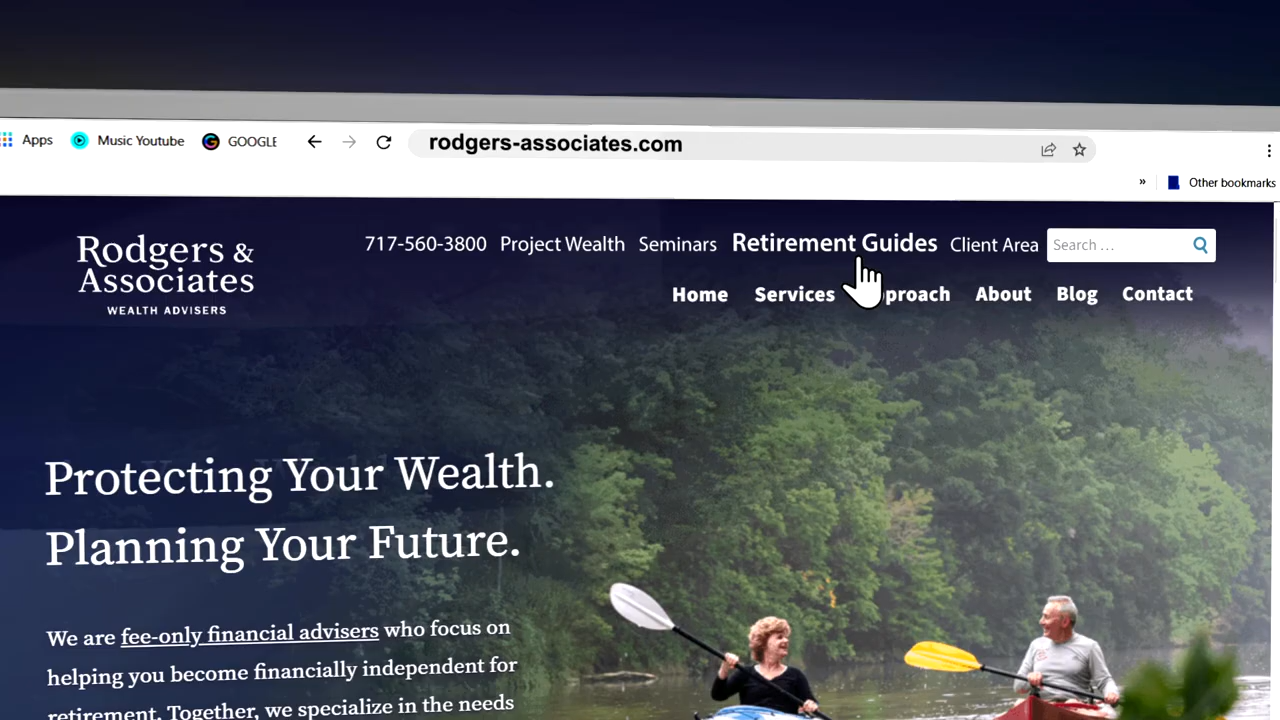 Apps Music Youtube GOOGLE rodgers-associates.com
» Other bookmarks
Rodgers &
Associates
WEALTH ADVISERS
717-560-3800 Project Wealth Seminars Retirement Guides Client Area Search ...
Home Services proach About Blog Contact
Protecting Your Wealth.
Planning Your Future.
We are fee-only financial advisers who focus on
helping you become financially independent for
retirement. Together, we specialize in the needs